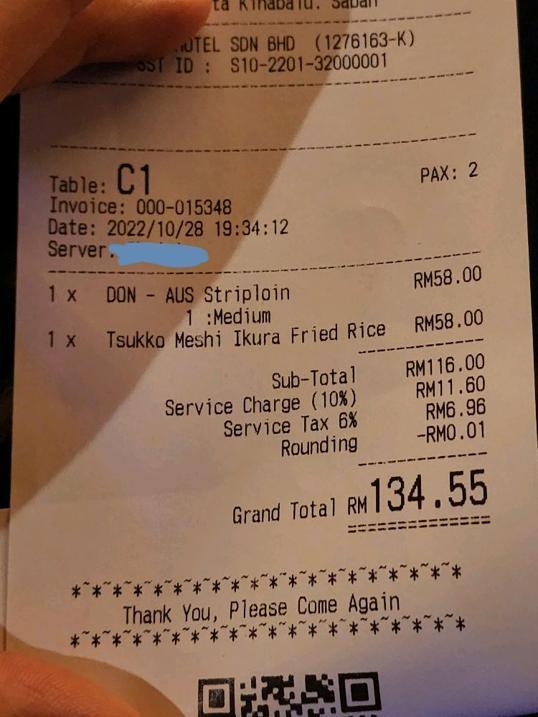 ta Kinabalu. Sabah
HOTEL SDN BHD (1276163-K)
SST ID : S10-2201-32000001
Table: C1
PAX: 2
Invoice: 000-015348
Date: 2022/10/28 19:34:12
Server:
1 x DON - AUS Striploin RM58.00
1 :Medium
1 x Tsukko Meshi Ikura Fried Rice RM58.00
Sub-Total RM116.00
Service Charge (10%) RM11.60
Service Tax 6% RM6.96
Rounding -RM0.01
Grand Total RM134.55
*~*~*~*~*~*~*~*~*~*~*~*~*~*~*~*~*~*~*
Thank You, Please Come Again
*~*~*~*~*~*~*~*~*~*~*~*~*~*~*~*~*~*~*